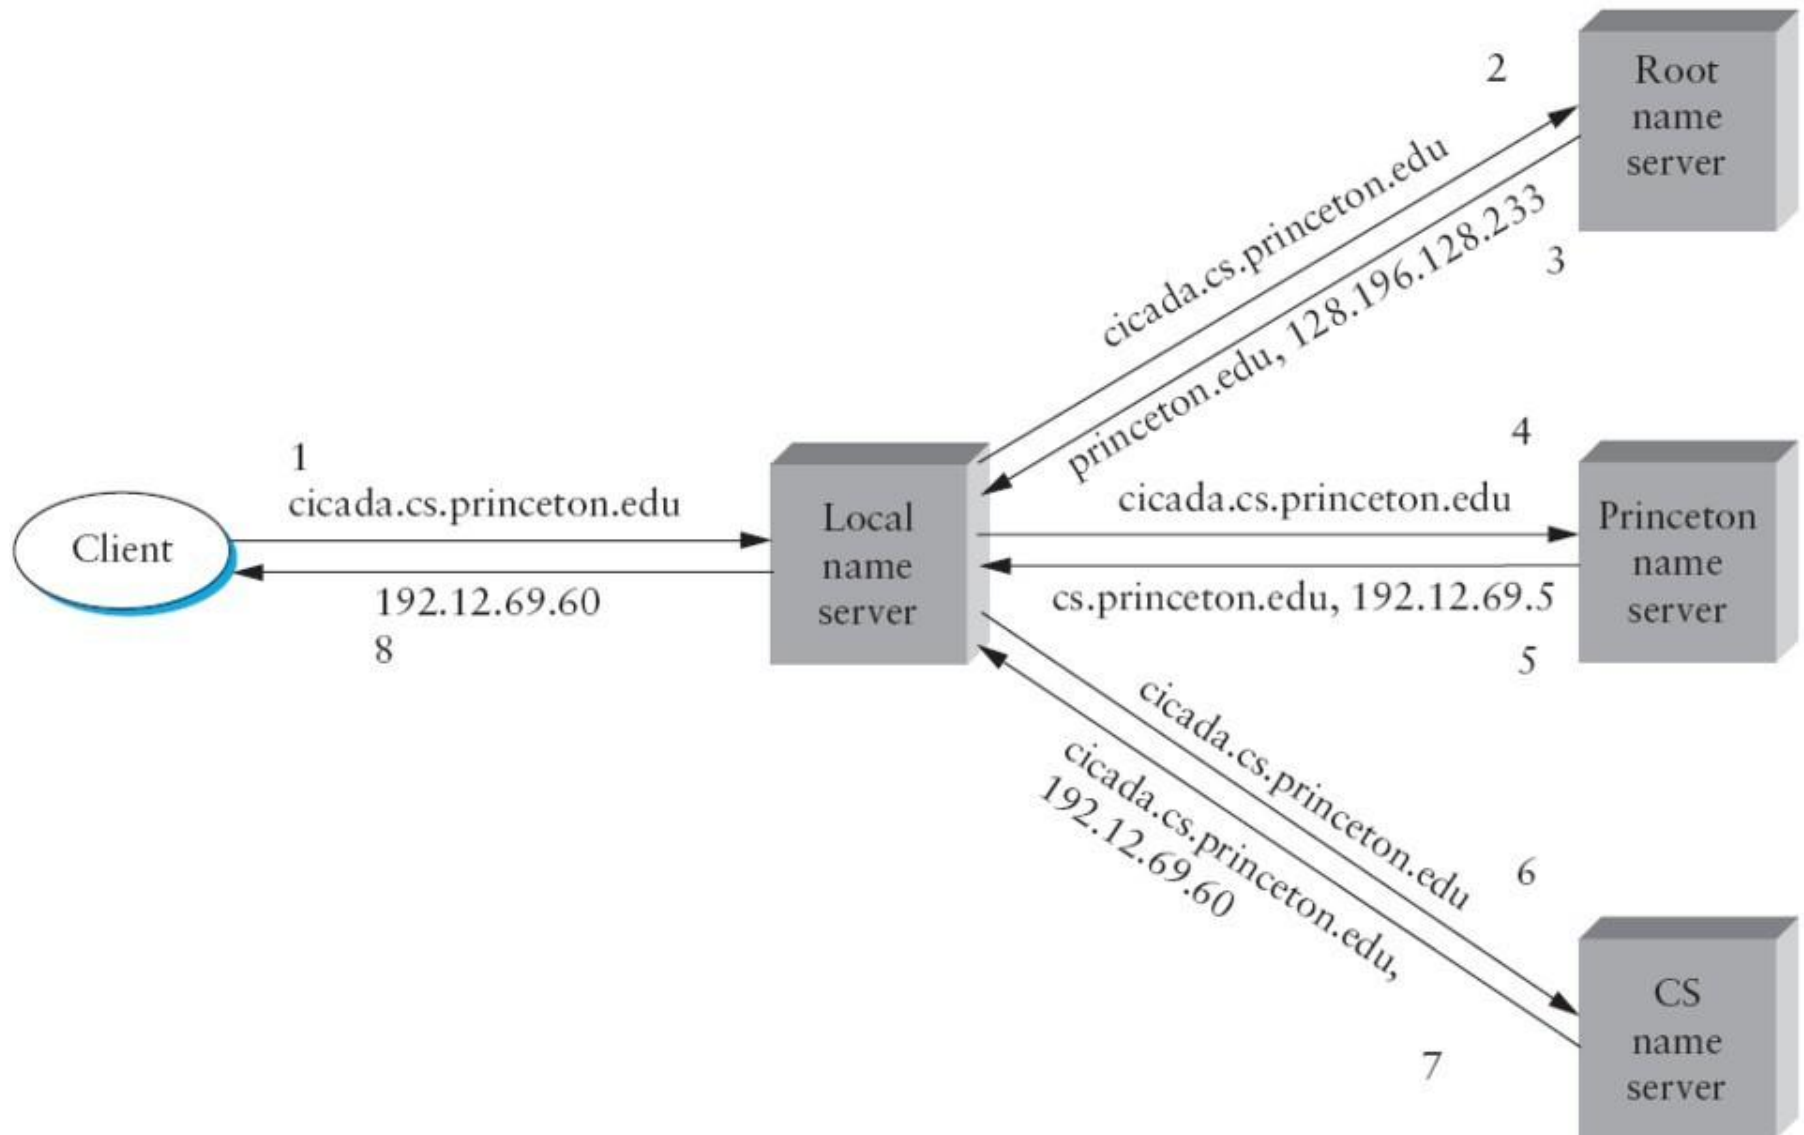 2
Root
name
server
cicada.cs.princeton.edu
princeton.edu, 128.196.128.233
3
1
cicada.cs.princeton.edu
Client
192.12.69.60
8
Local
name
server
4
cicada.cs.princeton.edu
cs.princeton.edu, 192.12.69.5
5
Princeton
name
server
cicada.cs.princeton.edu
cicada.cs.princeton.edu,
192.12.69.60
6
7
CS
name
server